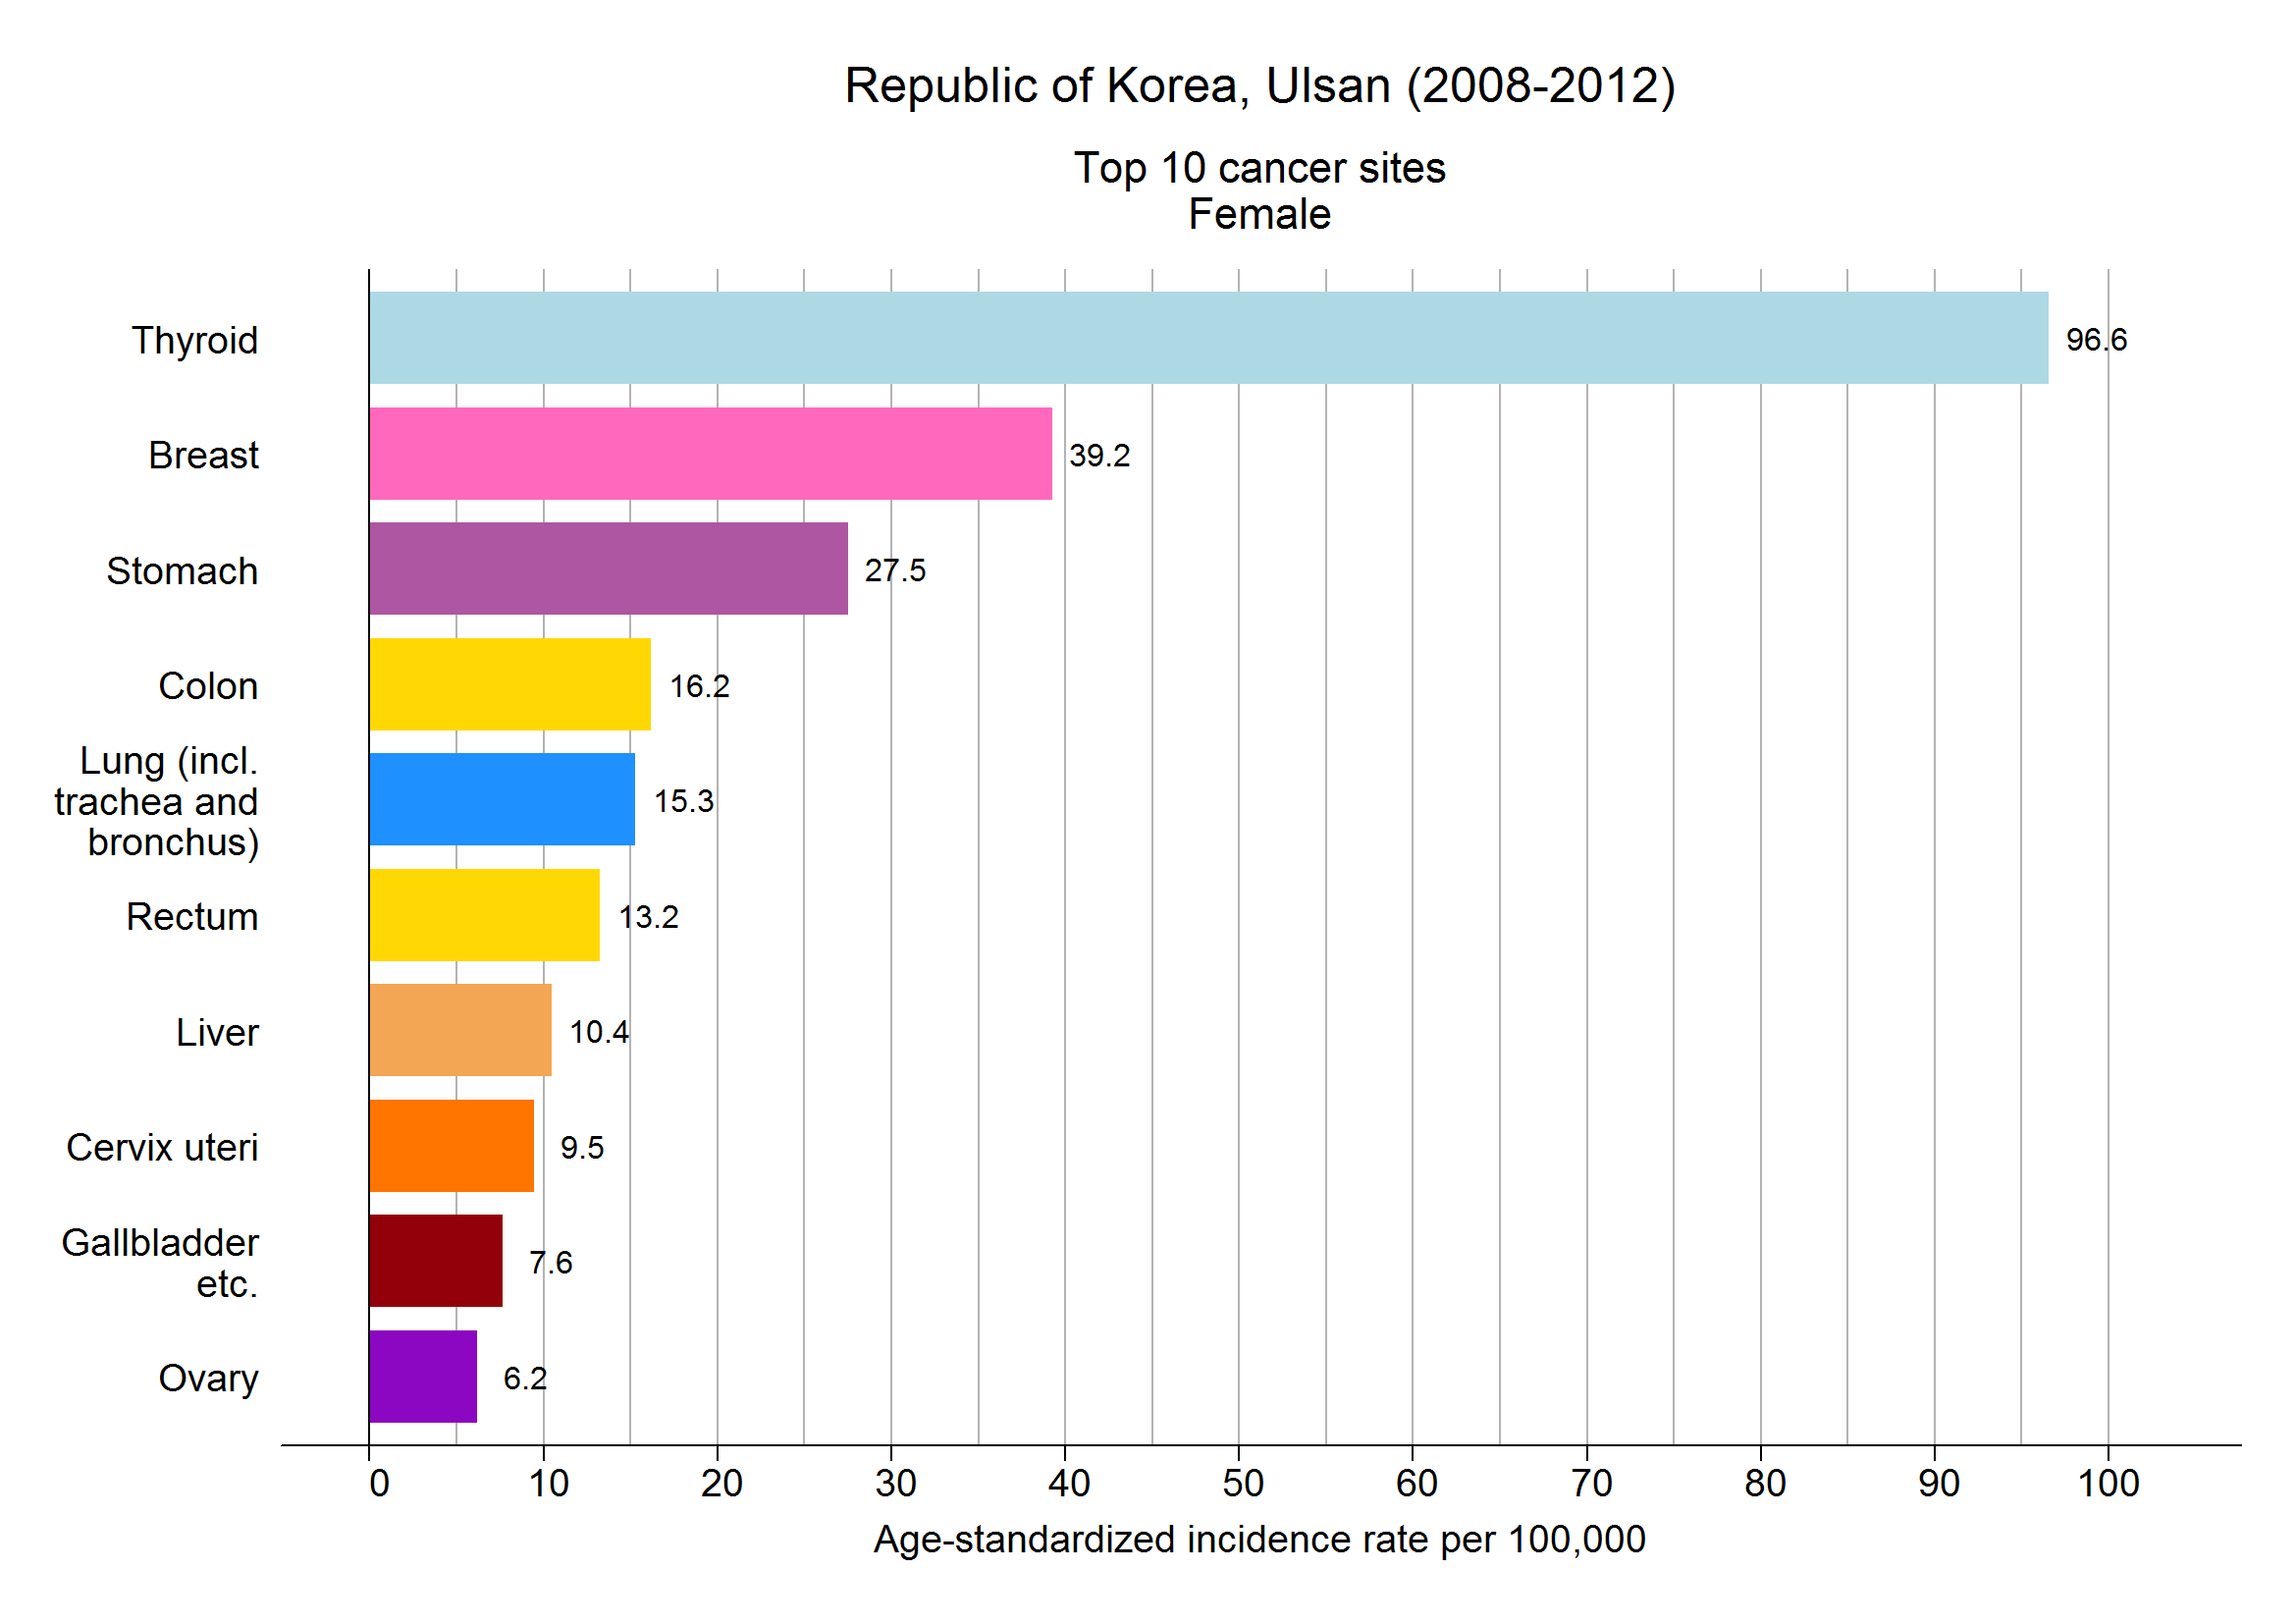 Republic of Korea, Ulsan (2008-2012)
Top 10 cancer sites
Female
Thyroid
96.6
Breast
39.2
Stomach
27.5
Colon
16.2
Lung (incl.
trachea and
bronchus)
15.3
Rectum
13.2
Liver
10.4
Cervix uteri
9.5
Gallbladder
etc.
7.6
Ovary
6.2
0 10 20 30 40 50 60 70 80 90 100
Age-standardized incidence rate per 100,000